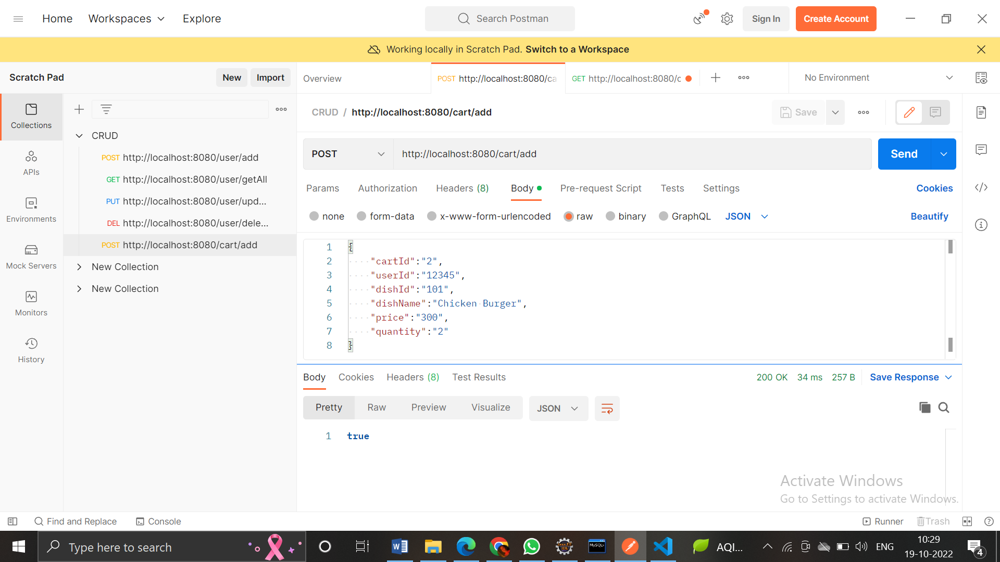 Home Workspaces Explore Search Postman Sign In Create Account
Working locally in Scratch Pad. Switch to a Workspace
Scratch Pad New Import Overview POST http://localhost:8080/ca GET http://localhost:8080/c No Environment
CRUD / http://localhost:8080/cart/add Save
Collections
APIs
Environments
Mock Servers
Monitors
History
CRUD
POST http://localhost:8080/user/add
GET http://localhost:8080/user/getAll
PUT http://localhost:8080/user/upd...
DEL http://localhost:8080/user/dele...
POST http://localhost:8080/cart/add
New Collection
New Collection
POST http://localhost:8080/cart/add Send
Params Authorization Headers (8) Body Pre-request Script Tests Settings Cookies
none form-data x-www-form-urlencoded raw binary GraphQL JSON Beautify
1 {
2 "cartId":"2",
3 "userId":"12345",
4 "dishId":"101",
5 "dishName":"Chicken Burger",
6 "price":"300",
7 "quantity":"2"
8 }
Body Cookies Headers (8) Test Results 200 OK 34 ms 257 B Save Response
Pretty Raw Preview Visualize JSON
1 true
Activate Windows
Go to Settings to activate Windows.
Find and Replace Console Runner Trash
Type here to search AQI... ENG 10:29
19-10-2022 4